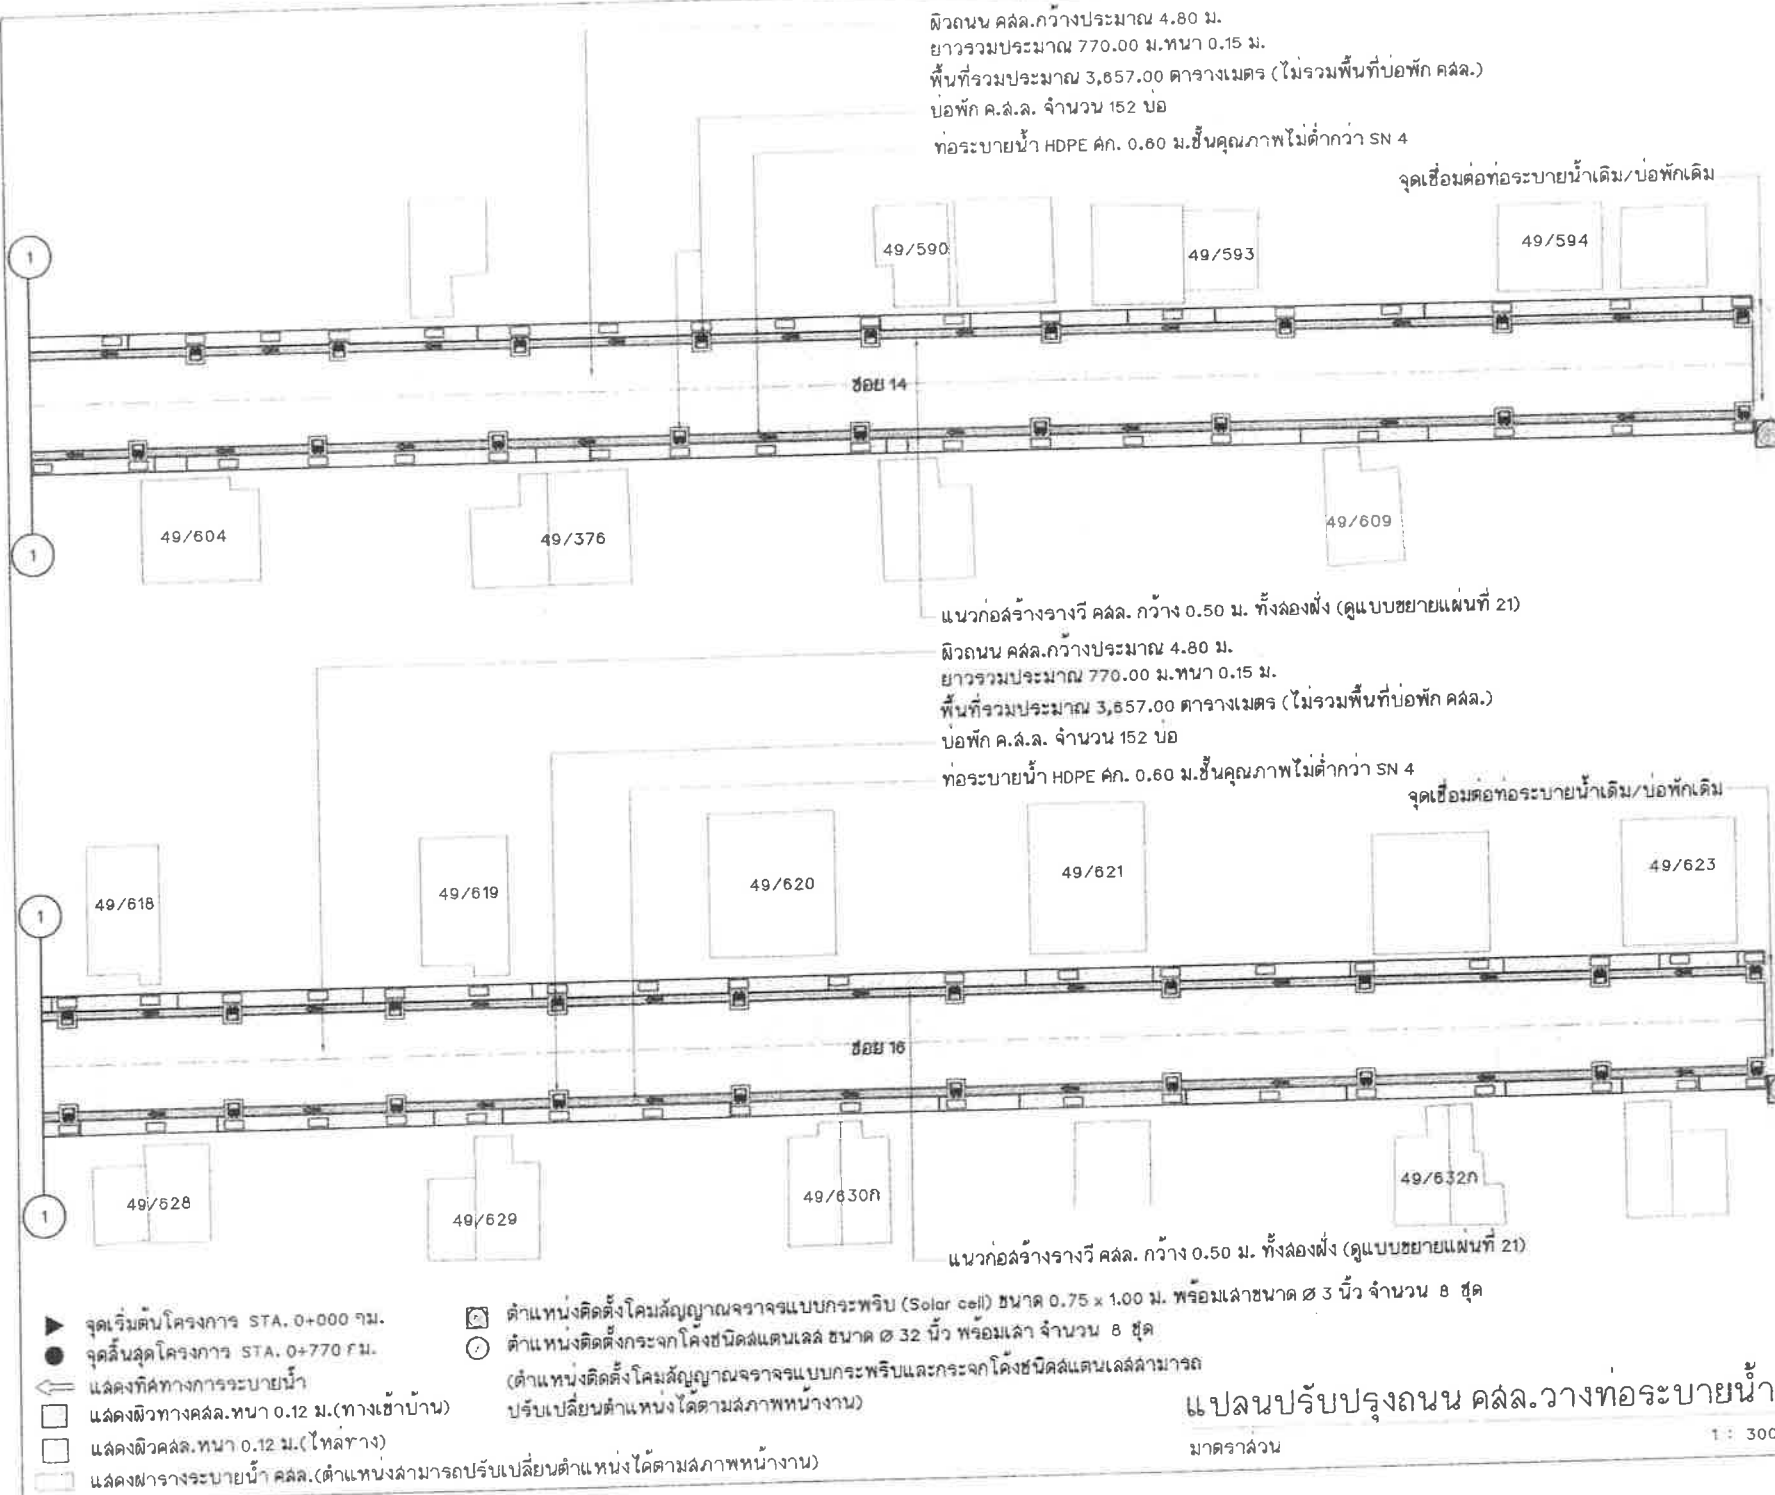 ผิวถนน คสล.กว้างประมาณ 4.80 ม.
ยาวรวมประมาณ 770.00 ม.หนา 0.15 ม.
พื้นที่รวมประมาณ 3,657.00 ตารางเมตร (ไม่รวมพื้นที่บ่อพัก คสล.)
บ่อพัก ค.ส.ล. จำนวน 152 บ่อ
ท่อระบายน้ำ HDPE ศก. 0.60 ม.ชั้นคุณภาพไม่ต่ำกว่า SN 4
จุดเชื่อมต่อท่อระบายน้ำเดิม/บ่อพักเดิม
1
49/590
49/593
49/594
ซอย 14
1
49/604
49/376
49/609
แนวก่อสร้างรางวี คสล. กว้าง 0.50 ม. ทั้งสองฝั่ง (ดูแบบขยายแผ่นที่ 21)
ผิวถนน คสล.กว้างประมาณ 4.80 ม.
ยาวรวมประมาณ 770.00 ม.หนา 0.15 ม.
พื้นที่รวมประมาณ 3,657.00 ตารางเมตร (ไม่รวมพื้นที่บ่อพัก คสล.)
บ่อพัก ค.ส.ล. จำนวน 152 บ่อ
ท่อระบายน้ำ HDPE ศก. 0.60 ม.ชั้นคุณภาพไม่ต่ำกว่า SN 4
จุดเชื่อมต่อท่อระบายน้ำเดิม/บ่อพักเดิม
1
49/618
49/619
49/620
49/621
49/623
ซอย 16
1
49/628
49/629
49/630ก
49/632ก
แนวก่อสร้างรางวี คสล. กว้าง 0.50 ม. ทั้งสองฝั่ง (ดูแบบขยายแผ่นที่ 21)
จุดเริ่มต้นโครงการ STA. 0+000 กม.
จุดสิ้นสุดโครงการ STA. 0+770 กม.
แสดงทิศทางการระบายน้ำ
แสดงผิวทางคสล.หนา 0.12 ม.(ทางเข้าบ้าน)
แสดงผิวคสล.หนา 0.12 ม.(ไหล่ทาง)
แสดงฝารางระบายน้ำ คสล.(ตำแหน่งสามารถปรับเปลี่ยนตำแหน่งได้ตามสภาพหน้างาน)
ตำแหน่งติดตั้งโคมสัญญาณจราจรแบบกระพริบ (Solar cell) ขนาด 0.75 x 1.00 ม. พร้อมเสาขนาด ø 3 นิ้ว จำนวน 8 ชุด
ตำแหน่งติดตั้งกระจกโค้งชนิดสแตนเลส ขนาด ø 32 นิ้ว พร้อมเสา จำนวน 8 ชุด
(ตำแหน่งติดตั้งโคมสัญญาณจราจรแบบกระพริบและกระจกโค้งชนิดสแตนเลสสามารถ
ปรับเปลี่ยนตำแหน่งได้ตามสภาพหน้างาน)
แปลนปรับปรุงถนน คสล.วางท่อระบายน้ำ
มาตราส่วน 1 : 300